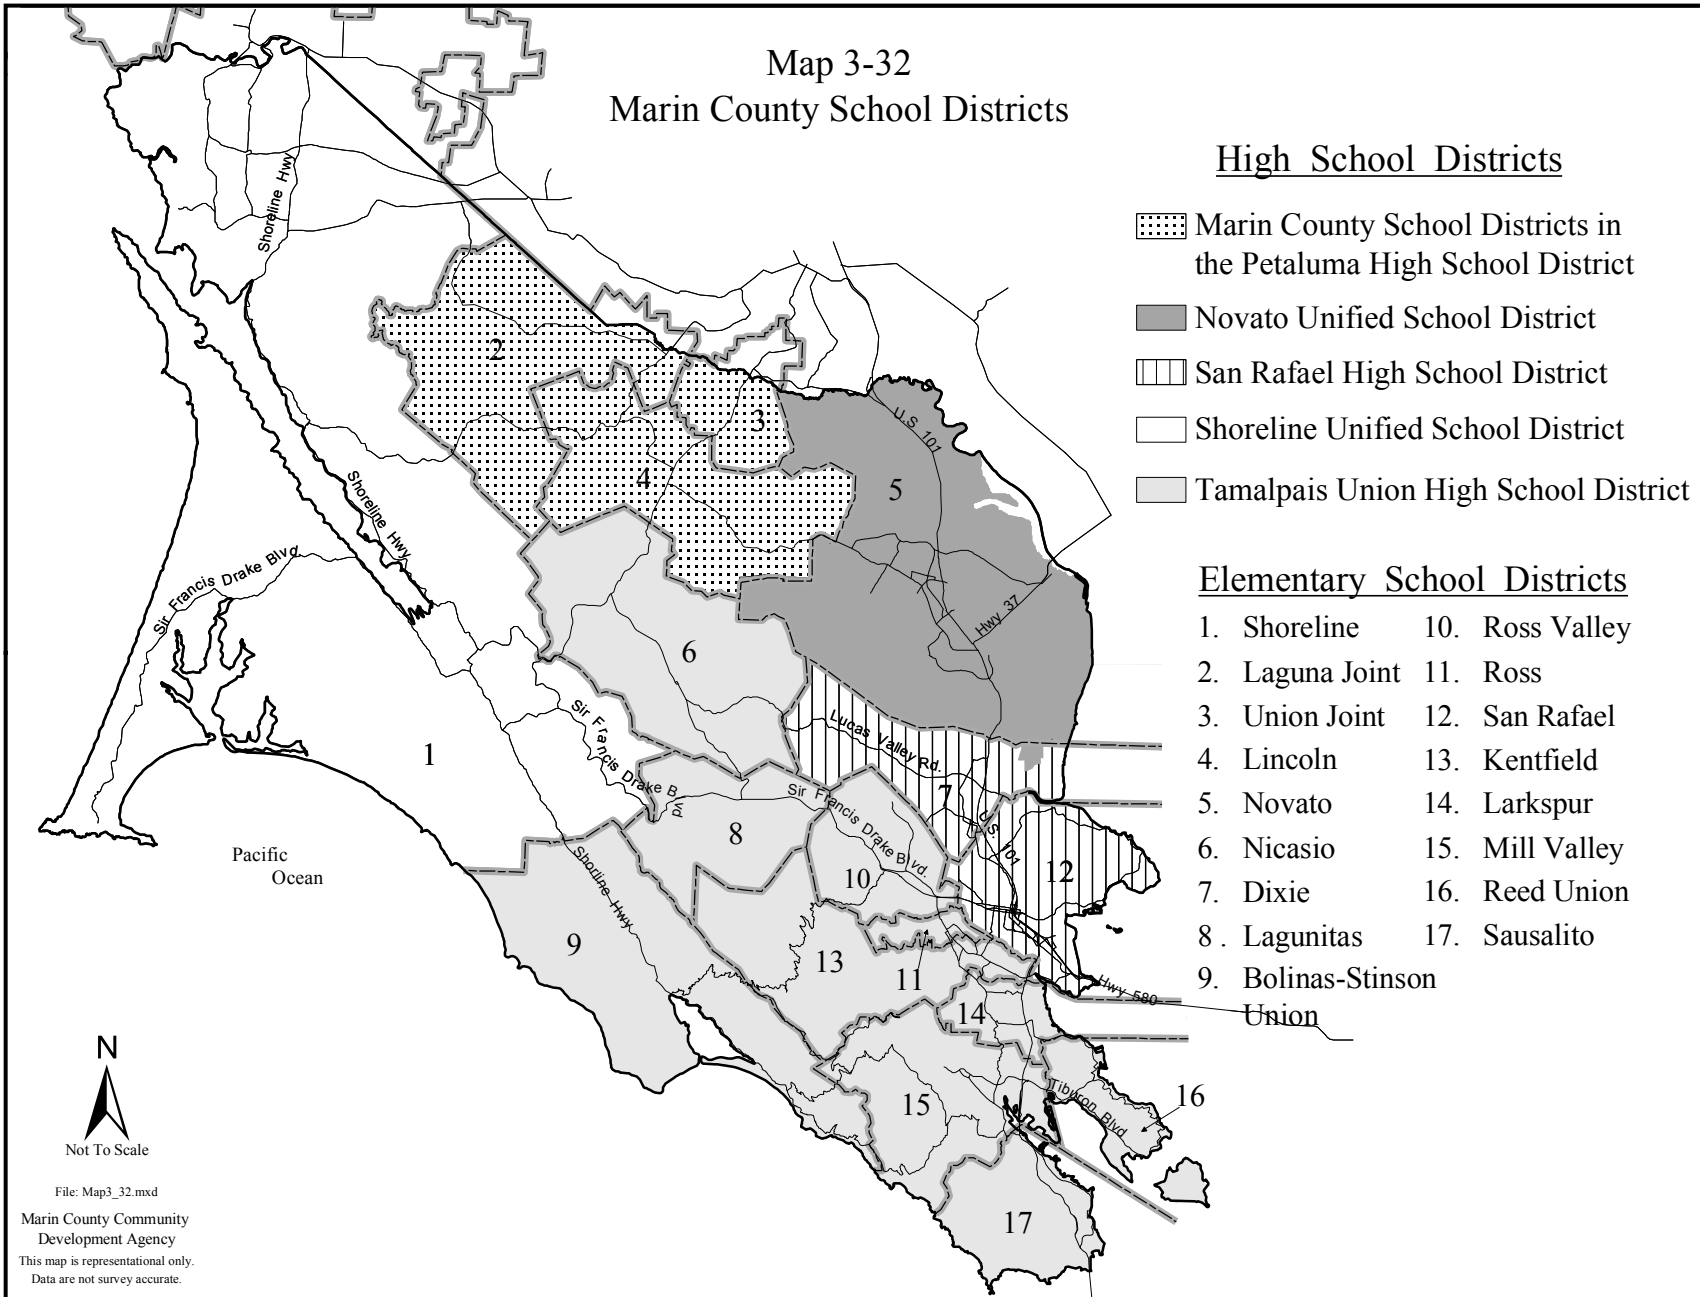 Map 3-32
Marin County School Districts
High School Districts
Marin County School Districts in
the Petaluma High School District
Novato Unified School District
San Rafael High School District
Shoreline Unified School District
Tamalpais Union High School District
Elementary School Districts
1. Shoreline
2. Laguna Joint
3. Union Joint
4. Lincoln
5. Novato
6. Nicasio
7. Dixie
8. Lagunitas
9. Bolinas-Stinson
Union
10. Ross Valley
11. Ross
12. San Rafael
13. Kentfield
14. Larkspur
15. Mill Valley
16. Reed Union
17. Sausalito
Shoreline Hwy
2
3
4
5
U.S 101
Shoreline Hwy
Sir Francis Drake Blvd
Hwy 37
6
1
Sir Francis Drake Blvd
Lucas Valley Rd.
7
U.S. 101
Sir Francis Drake Blvd.
8
10
12
Shorline Hwy
9
13
11
Hwy 580
14
15
Tiburon Blvd
16
17
Pacific
Ocean
N
Not To Scale
File: Map3_32.mxd
Marin County Community
Development Agency
This map is representational only.
Data are not survey accurate.